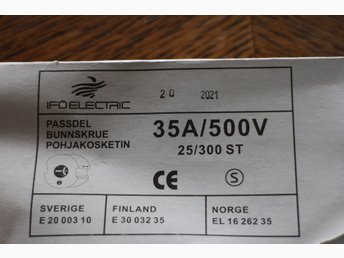 IFÖ ELECTRIC
20 2021
PASSDEL
BUNNSKRUE
POHJAKOSKETIN
35A/500V
25/300 ST
CE
S
SVERIGE
E 20 003 10
FINLAND
E 30 032 35
NORGE
EL 16 262 35